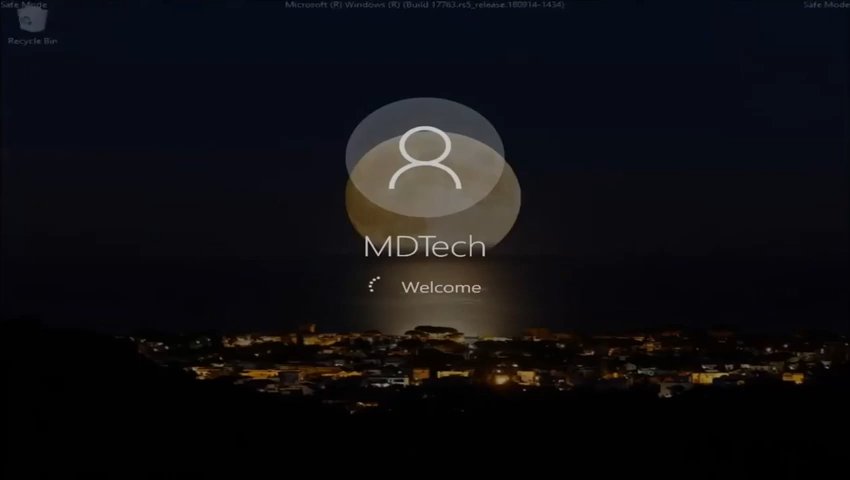 Safe Mode
Microsoft (R) Windows (R) (Build 17763.rs5_release.180914-1434)
Safe Mode
Recycle Bin
MDTech
Welcome